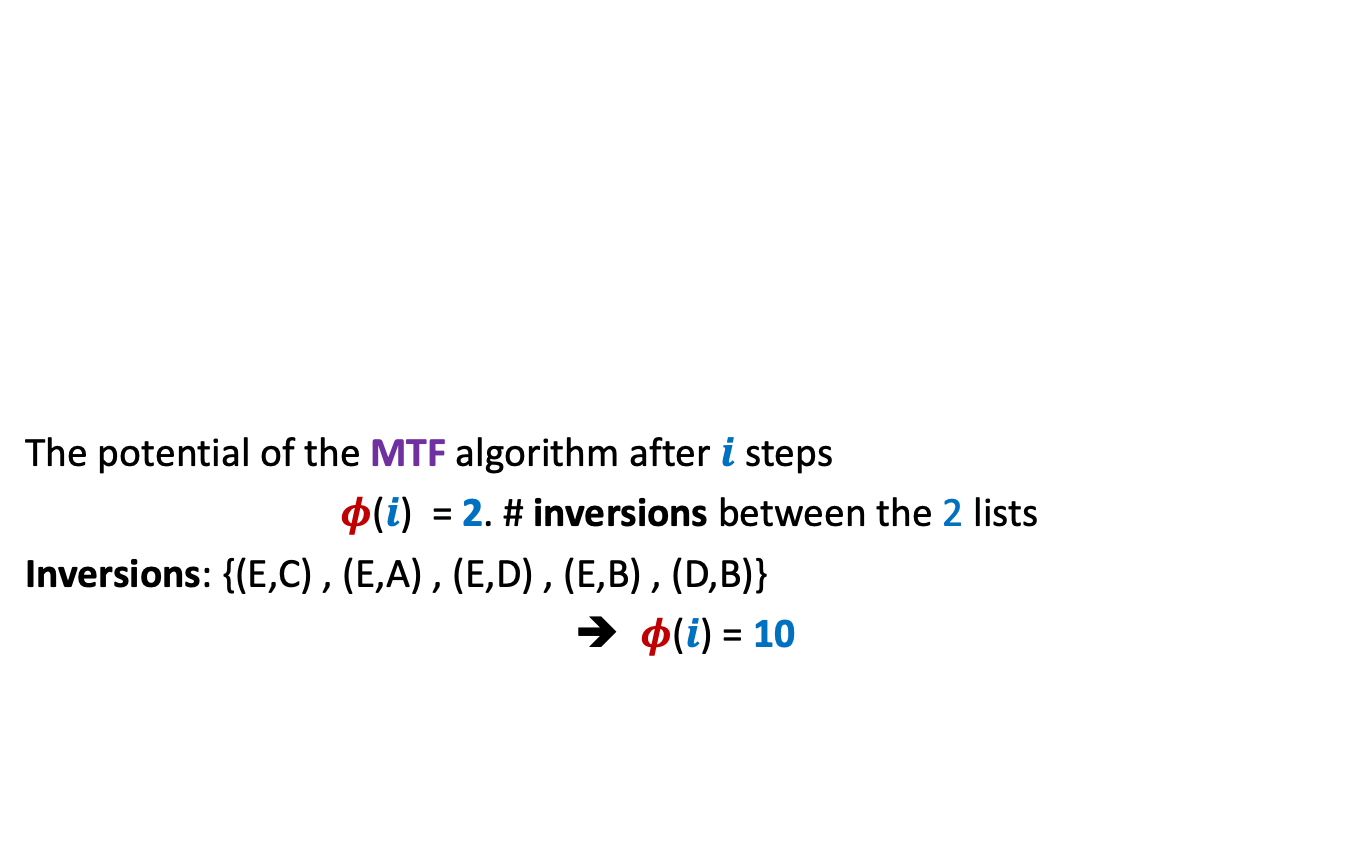 The potential of the MTF algorithm after i steps
ϕ(i) = 2. # inversions between the 2 lists
Inversions: {(E,C) , (E,A) , (E,D) , (E,B) , (D,B)}
➔ ϕ(i) = 10